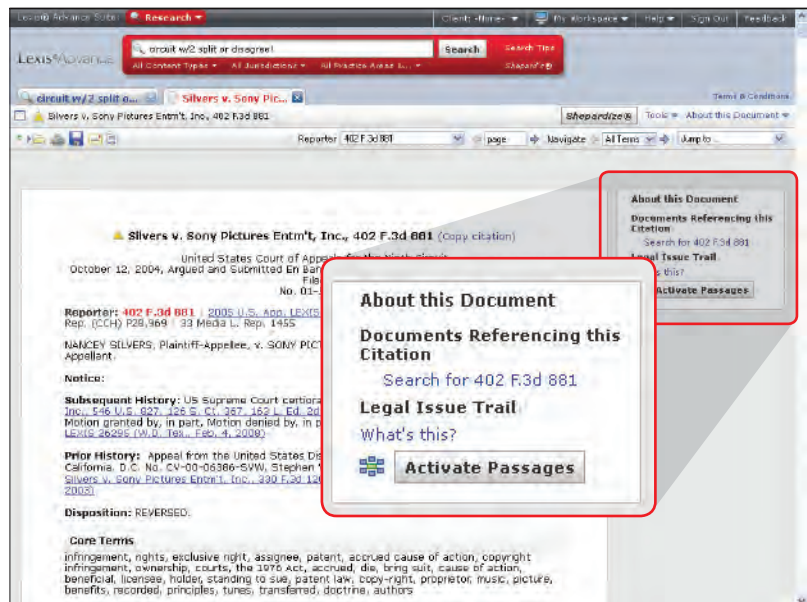 Lexis® Advance Suite: Research
Client: -None- My Workspace Help Sign Out Feedback
Lexis®Advance
circuit w/2 split or disagree! Search Search Tips
All Content Types All Jurisdictions All Practice Areas & ... Shepardize®
circuit w/2 split o... Silvers v. Sony Pic... Terms & Conditions
Silvers v. Sony Pictures Entm't, Inc., 402 F.3d 881 Shepardize® Tools About this Document
Reporter 402 F.3d 881 page Navigate All Terms Jump to ...
Silvers v. Sony Pictures Entm't, Inc., 402 F.3d 881 (Copy citation)
United States Court of Appeals for the Ninth Circuit
October 12, 2004, Argued and Submitted En Ban
File
No. 01-
Reporter: 402 F.3d 881 | 2005 U.S. App. LEXIS
Rep. (CCH) P28,969 | 33 Media L. Rep. 1455
NANCEY SILVERS, Plaintiff-Appellee, v. SONY PICT
Appellant.
Notice:
Subsequent History: US Supreme Court certiora
Inc., 546 U.S. 827, 126 S. Ct. 367, 163 L. Ed. 2d
Motion granted by, in part, Motion denied by, in p
LEXIS 26295 (W.D. Tex., Feb. 4, 2008)
Prior History: Appeal from the United States Dis
California. D.C. No. CV-00-06386-SVW, Stephen
Silvers v. Sony Pictures Entm't, Inc., 330 F.3d 120
2003)
Disposition: REVERSED.
Core Terms
infringement, rights, exclusive right, assignee, patent, accrued cause of action, copyright
infringement, ownership, courts, the 1976 Act, accrued, die, bring suit, cause of action,
beneficial, licensee, holder, standing to sue, patent law, copy-right, proprietor, music, picture,
benefits, recorded, principles, tunes, transferred, doctrine, authors
About this Document
Documents Referencing this
Citation
Search for 402 F.3d 881
Legal Issue Trail
s this?
Activate Passages
About this Document
Documents Referencing this
Citation
Search for 402 F.3d 881
Legal Issue Trail
What's this?
Activate Passages